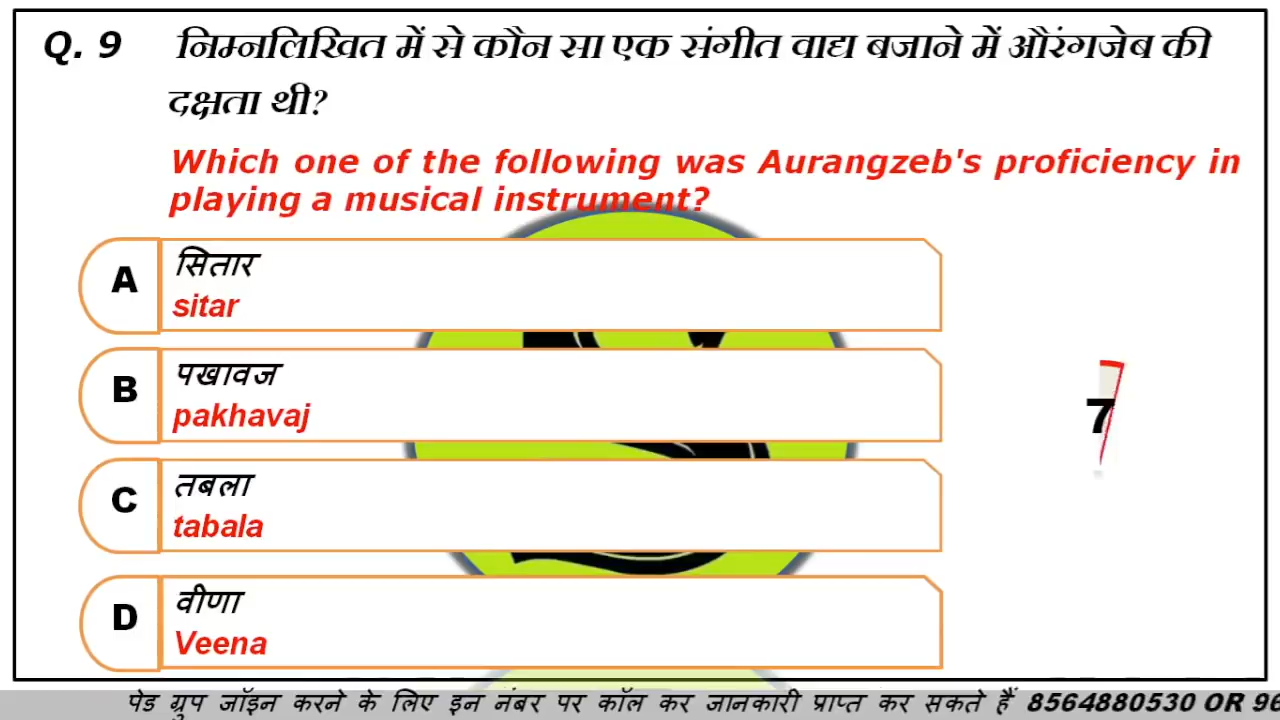 Q. 9 निम्नलिखित में से कौन सा एक संगीत वाद्य बजाने में औरंगजेब की
दक्षता थी?
Which one of the following was Aurangzeb's proficiency in
playing a musical instrument?
A
सितार
sitar
B
पखावज
pakhavaj
7
C
तबला
tabala
D
वीणा
Veena
पेड ग्रुप जॉइन करने के लिए इन नंबर पर कॉल कर जानकारी प्राप्त कर सकते हैं 8564880530 OR 96